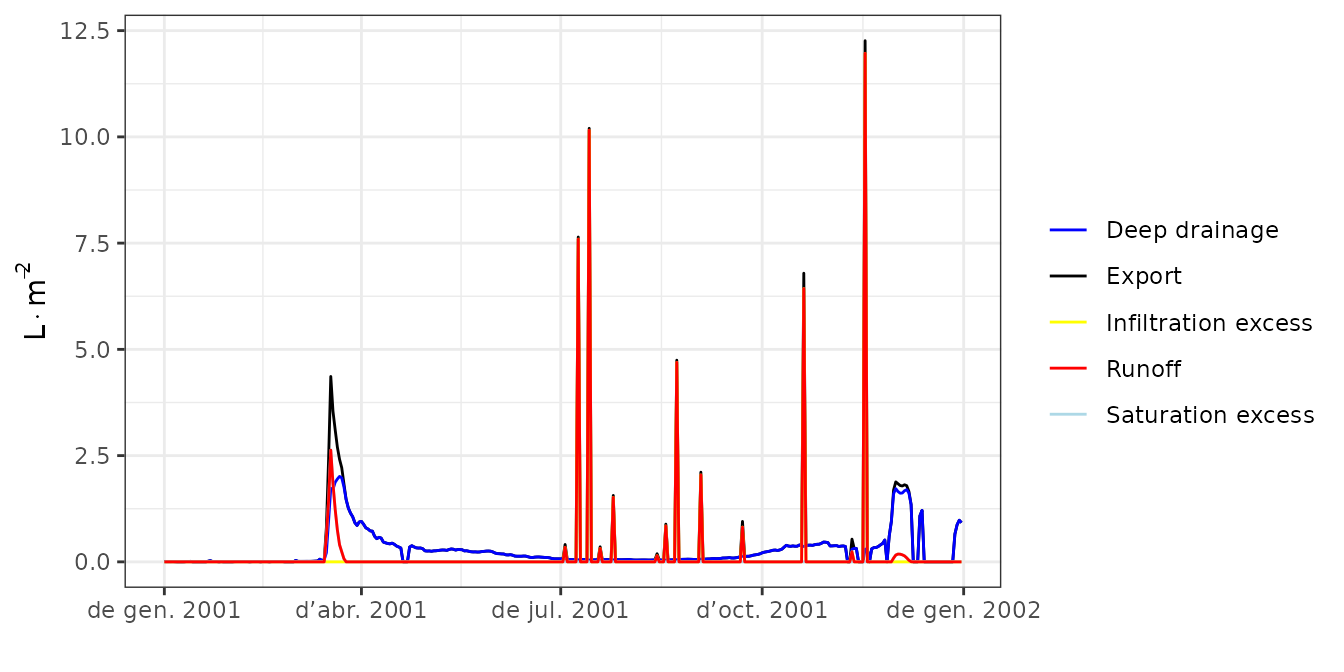 12.5
10.0
7.5
5.0
2.5
0.0
L · m⁻²
de gen. 2001
d’abr. 2001
de jul. 2001
d’oct. 2001
de gen. 2002
Deep drainage
Export
Infiltration excess
Runoff
Saturation excess